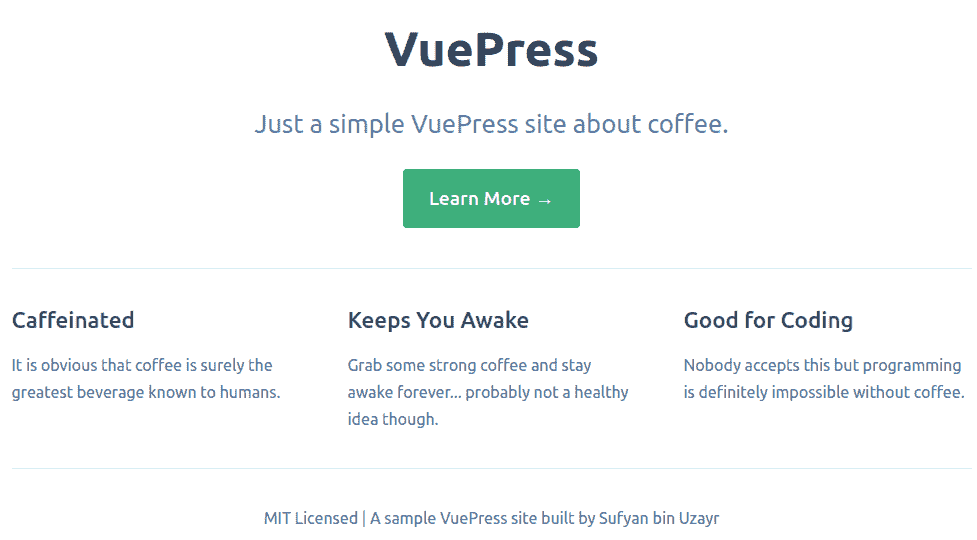 VuePress
Just a simple VuePress site about coffee.
Learn More →
Caffeinated
It is obvious that coffee is surely the
greatest beverage known to humans.
Keeps You Awake
Grab some strong coffee and stay
awake forever... probably not a healthy
idea though.
Good for Coding
Nobody accepts this but programming
is definitely impossible without coffee.
MIT Licensed | A sample VuePress site built by Sufyan bin Uzayr